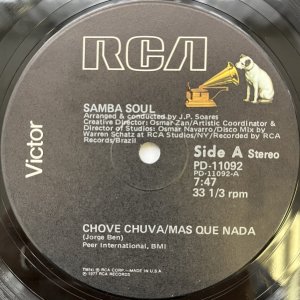 RCA
Victor
SAMBA SOUL
Arranged & conducted by J.P. Soares
Creative Director: Osmar Zan/Artistic Coordinator &
Director of Studios: Osmar Navarro/Disco Mix by
Warren Schatz at RCA Studios/NY/Recorded by RCA
Records/Brazil
Side A Stereo
PD-11092
PD-11092-A
7:47
33 1/3 rpm
CHOVE CHUVA/MAS QUE NADA
(Jorge Ben)
Peer International, BMI
TM(s) ® RCA CORP.—MADE IN U.S.A.
℗ 1977 RCA RECORDS